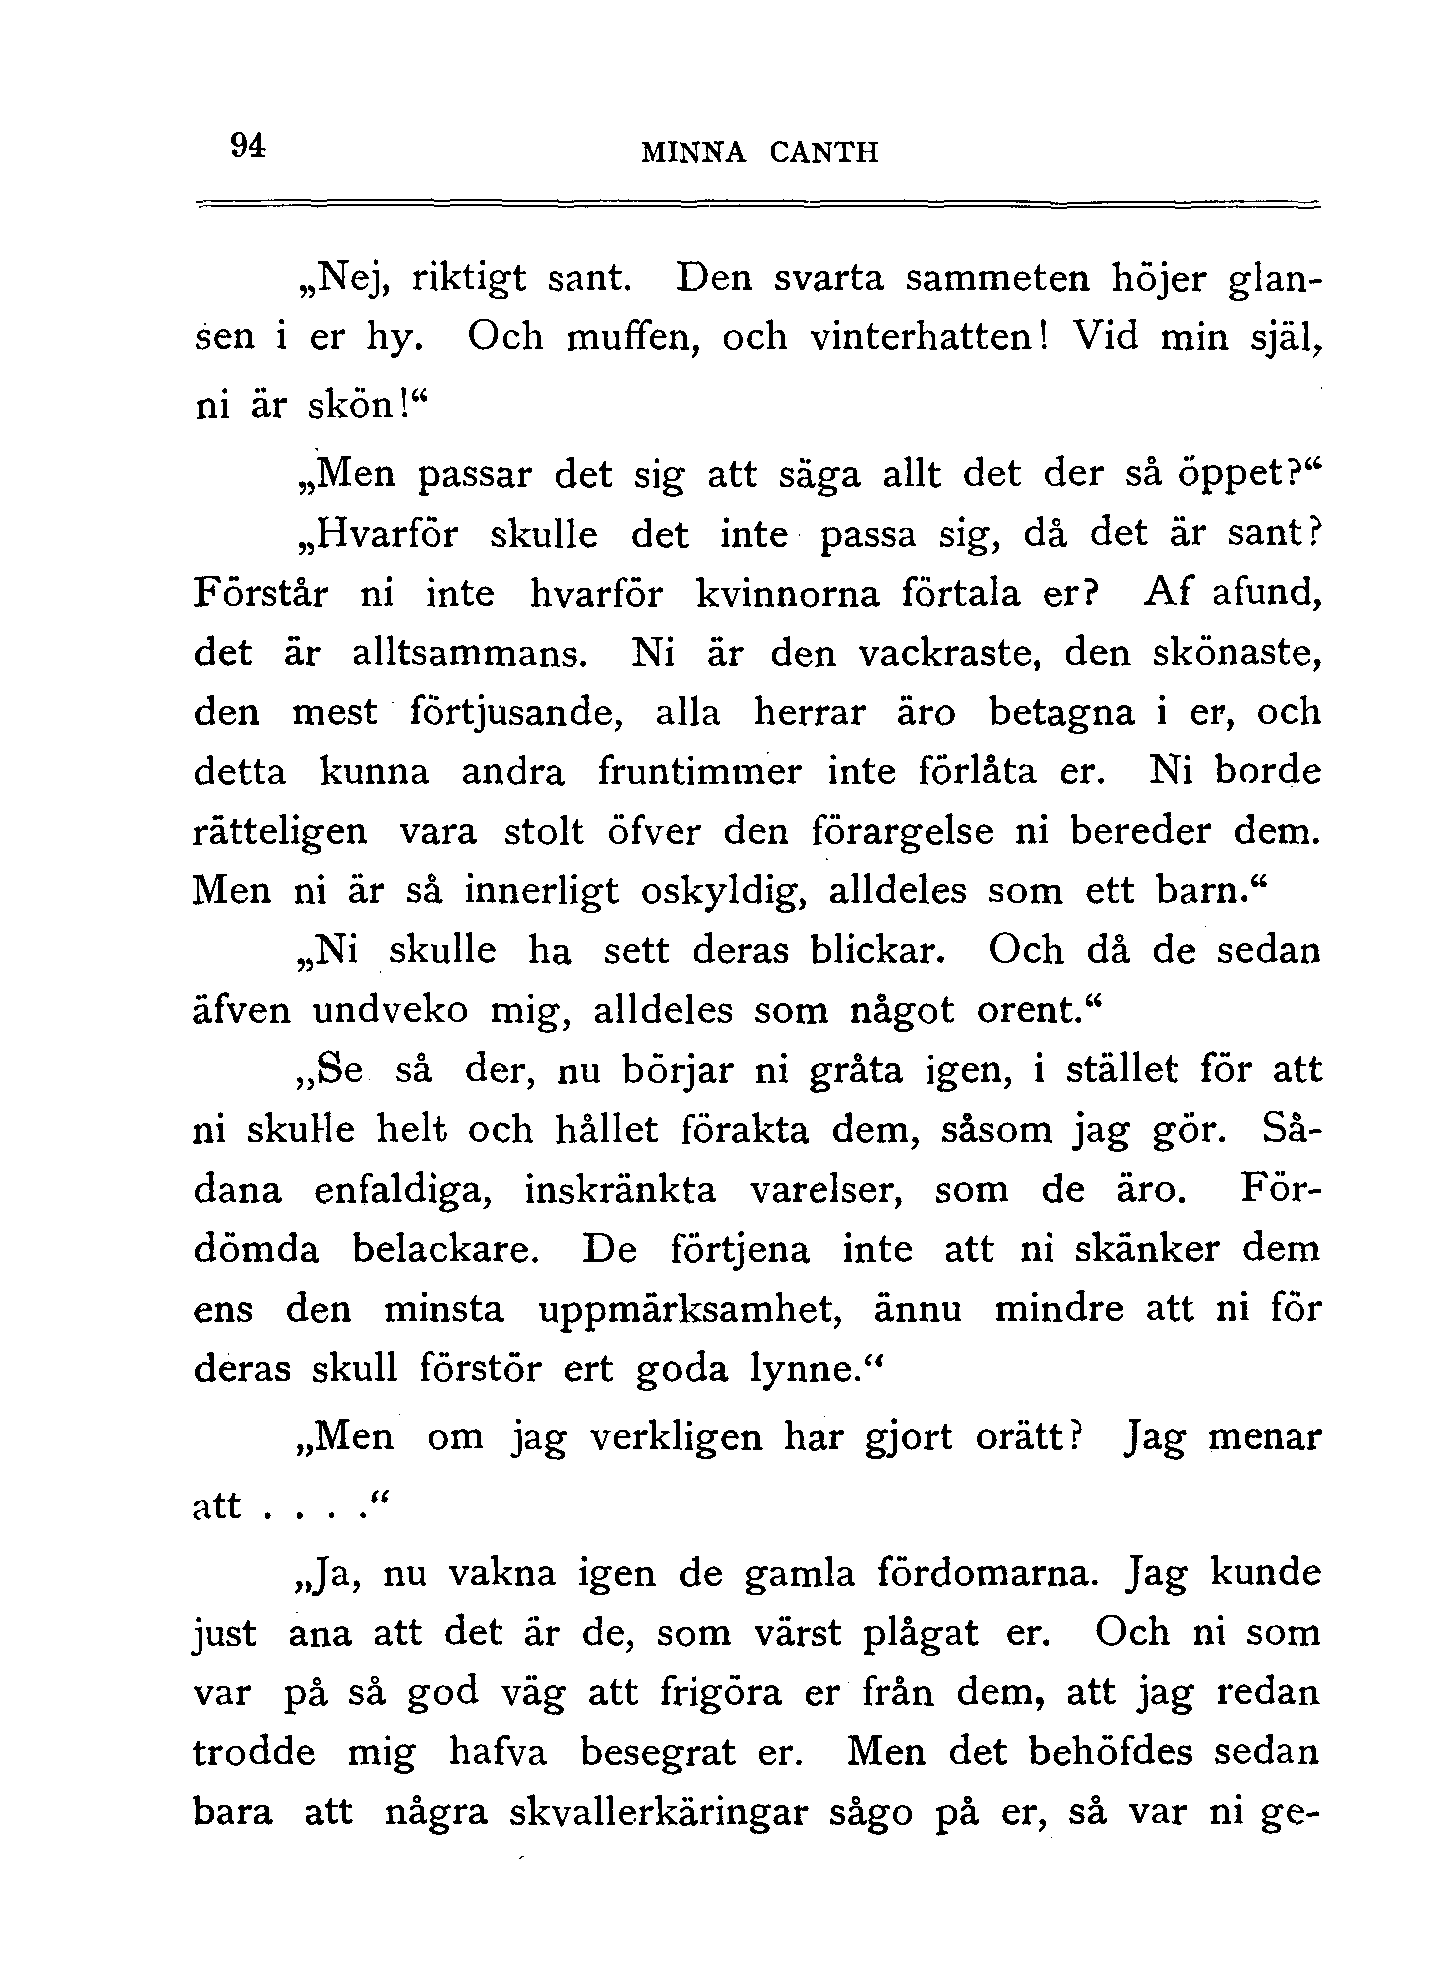 94
MINNA CANTH
„Nej, riktigt sant. Den svarta sammeten höjer glan-
sen i er hy. Och muffen, och vinterhatten! Vid min själ,
ni är skön!“
„Men passar det sig att säga allt det der så öppet?“
„Hvarför skulle det inte passa sig, då det är sant?
Förstår ni inte hvarför kvinnorna förtala er? Af afund,
det är alltsammans. Ni är den vackraste, den skönaste,
den mest förtjusande, alla herrar äro betagna i er, och
detta kunna andra fruntimmer inte förlåta er. Ni borde
rätteligen vara stolt öfver den förargelse ni bereder dem.
Men ni är så innerligt oskyldig, alldeles som ett barn.“
„Ni skulle ha sett deras blickar. Och då de sedan
äfven undveko mig, alldeles som något orent.“
„Se så der, nu börjar ni gråta igen, i stället för att
ni skulle helt och hållet förakta dem, såsom jag gör. Så-
dana enfaldiga, inskränkta varelser, som de äro. För-
dömda belackare. De förtjena inte att ni skänker dem
ens den minsta uppmärksamhet, ännu mindre att ni för
deras skull förstör ert goda lynne.“
„Men om jag verkligen har gjort orätt? Jag menar
att . . . .“
„Ja, nu vakna igen de gamla fördomarna. Jag kunde
just ana att det är de, som värst plågat er. Och ni som
var på så god väg att frigöra er från dem, att jag redan
trodde mig hafva besegrat er. Men det behöfdes sedan
bara att några skvallerkäringar sågo på er, så var ni ge-